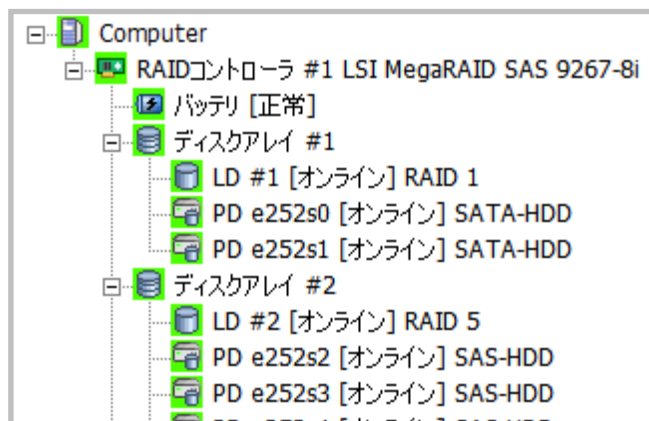 Computer
RAIDコントローラ #1 LSI MegaRAID SAS 9267-8i
バッテリ [正常]
ディスクアレイ #1
LD #1 [オンライン] RAID 1
PD e252s0 [オンライン] SATA-HDD
PD e252s1 [オンライン] SATA-HDD
ディスクアレイ #2
LD #2 [オンライン] RAID 5
PD e252s2 [オンライン] SAS-HDD
PD e252s3 [オンライン] SAS-HDD